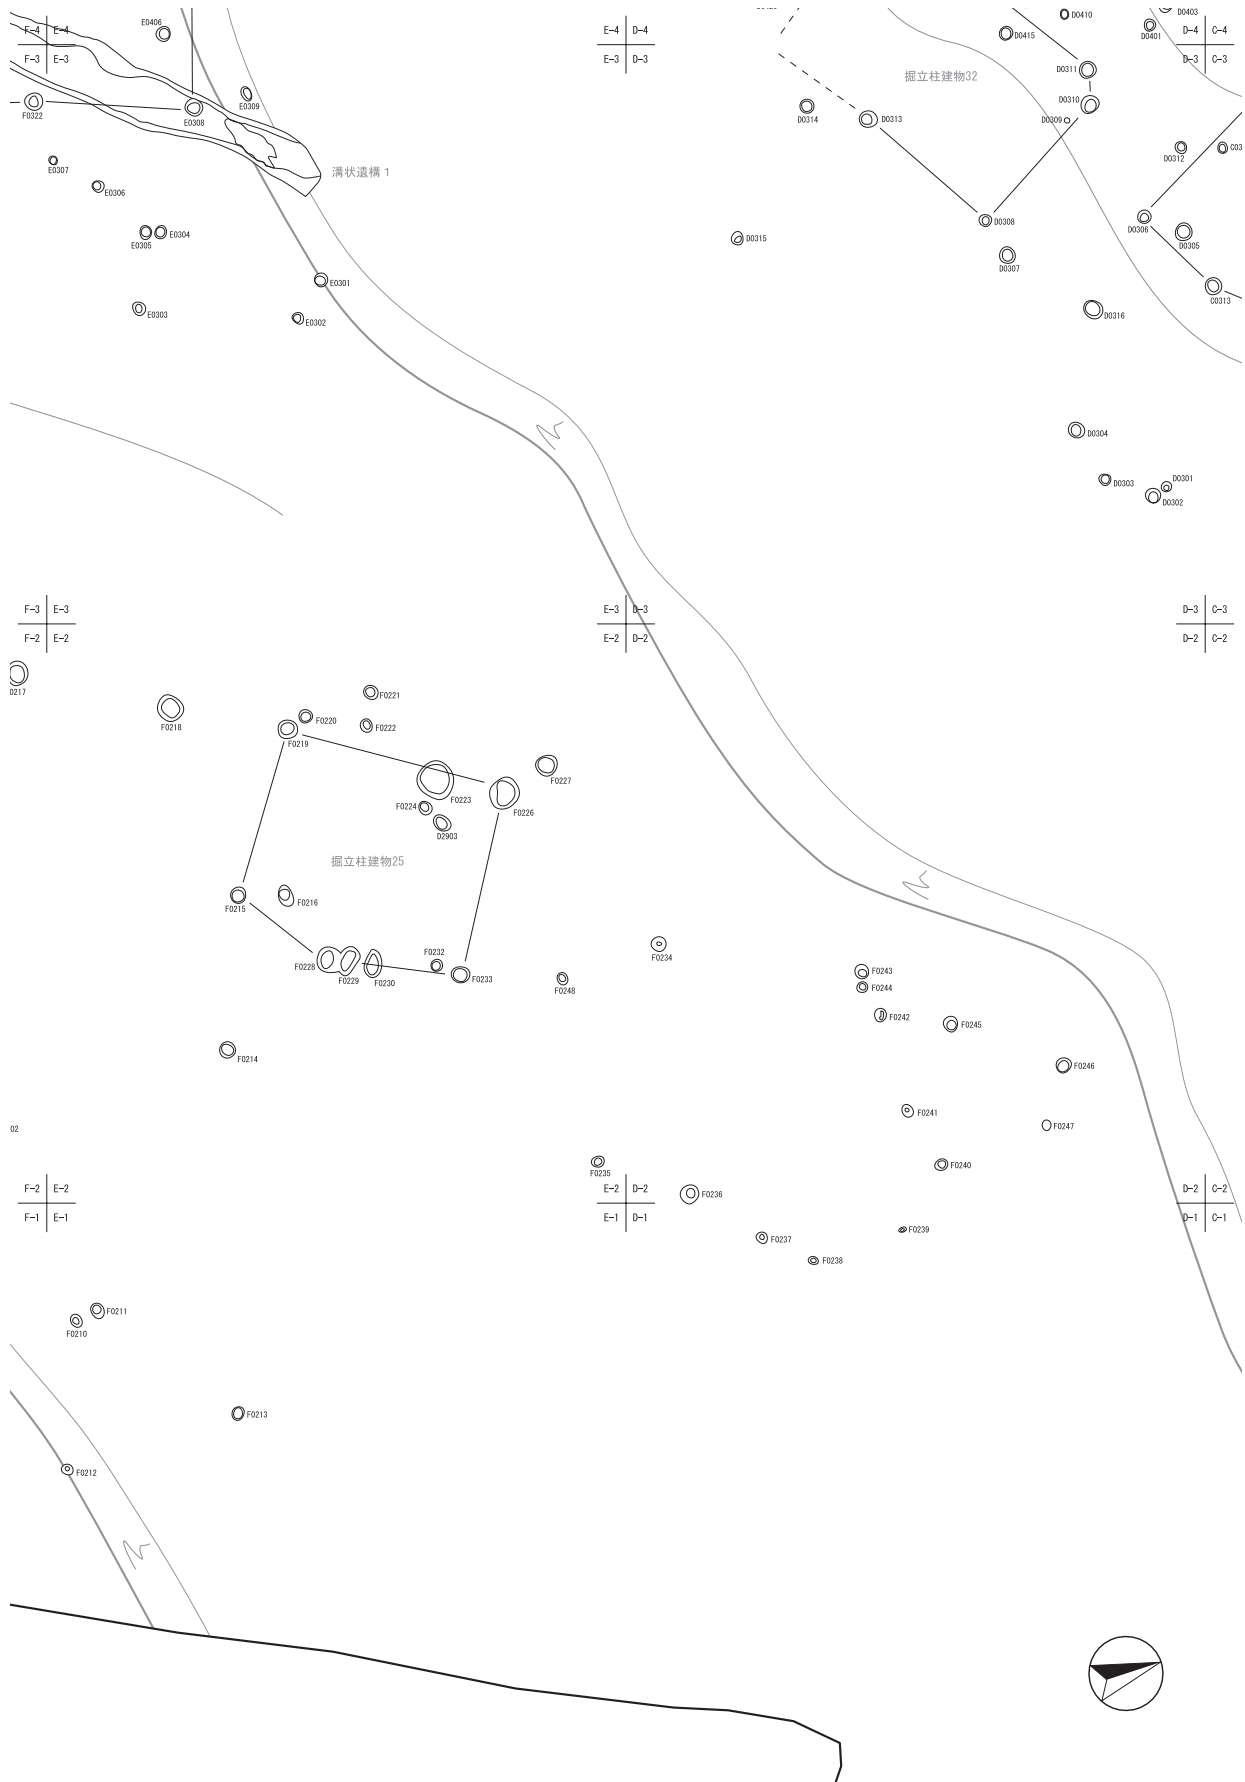 E0406
F-4 E-4
F-3 E-3
E-4 D-4
E-3 D-3
D0410
D0403
D0401
D-4 C-4
D-3 C-3
D0415
D0311
掘立柱建物32
D0310
D0309
E0309
F0322
E0308
D0314
D0313
D0312
C03
E0307
溝状遺構 1
E0306
D0308
D0306
D0305
E0305
E0304
D0315
D0307
E0301
C0313
E0303
E0302
D0316
D0304
D0303
D0301
D0302
F-3 E-3
F-2 E-2
E-3 D-3
E-2 D-2
D-3 C-3
D-2 C-2
0217
F0218
F0221
F0220
F0222
F0219
F0227
F0223
F0224
F0226
D2903
掘立柱建物25
F0215
F0216
F0228
F0229
F0230
F0232
F0233
F0248
F0234
F0243
F0244
F0242
F0245
F0214
F0246
F0241
F0247
02
F0235
F0240
F-2 E-2
F-1 E-1
E-2 D-2
E-1 D-1
F0236
D-2 C-2
D-1 C-1
F0237
F0239
F0238
F0211
F0210
F0213
F0212